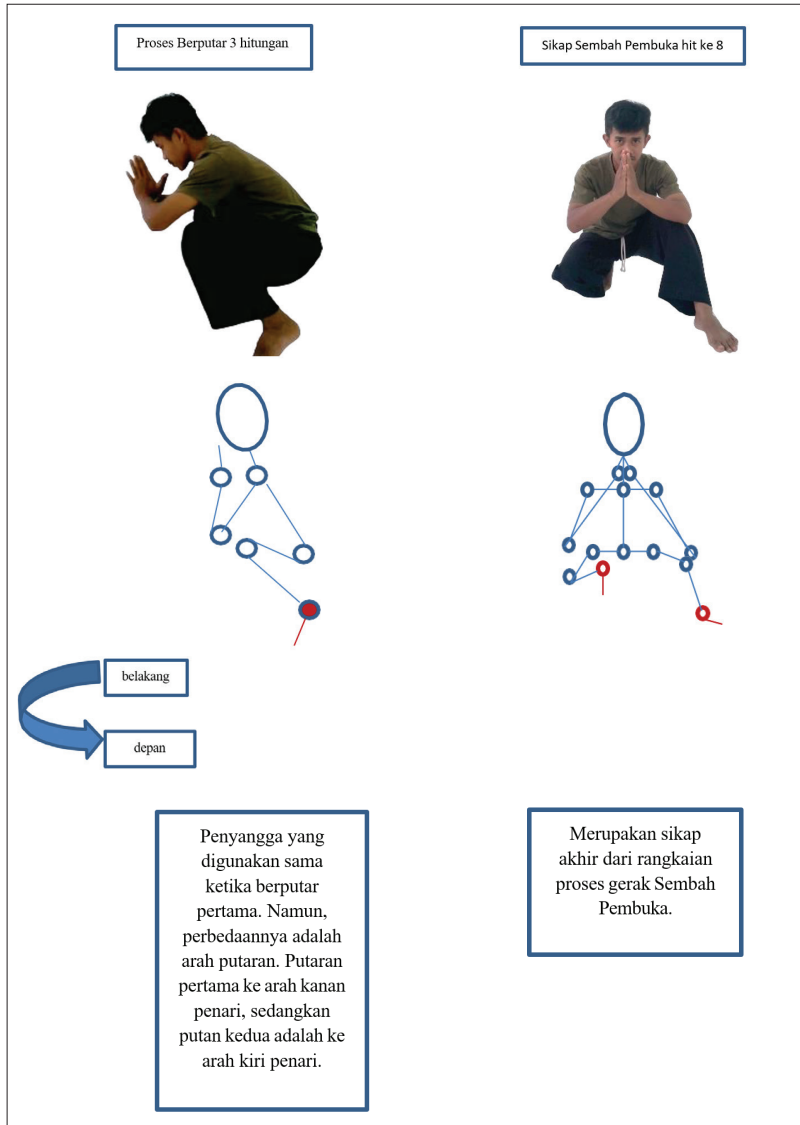 Proses Berputar 3 hitungan
Sikap Sembah Pembuka hit ke 8
belakang
depan
Penyangga yang
digunakan sama
ketika berputar
pertama. Namun,
perbedaannya adalah
arah putaran. Putaran
pertama ke arah kanan
penari, sedangkan
putan kedua adalah ke
arah kiri penari.
Merupakan sikap
akhir dari rangkaian
proses gerak Sembah
Pembuka.